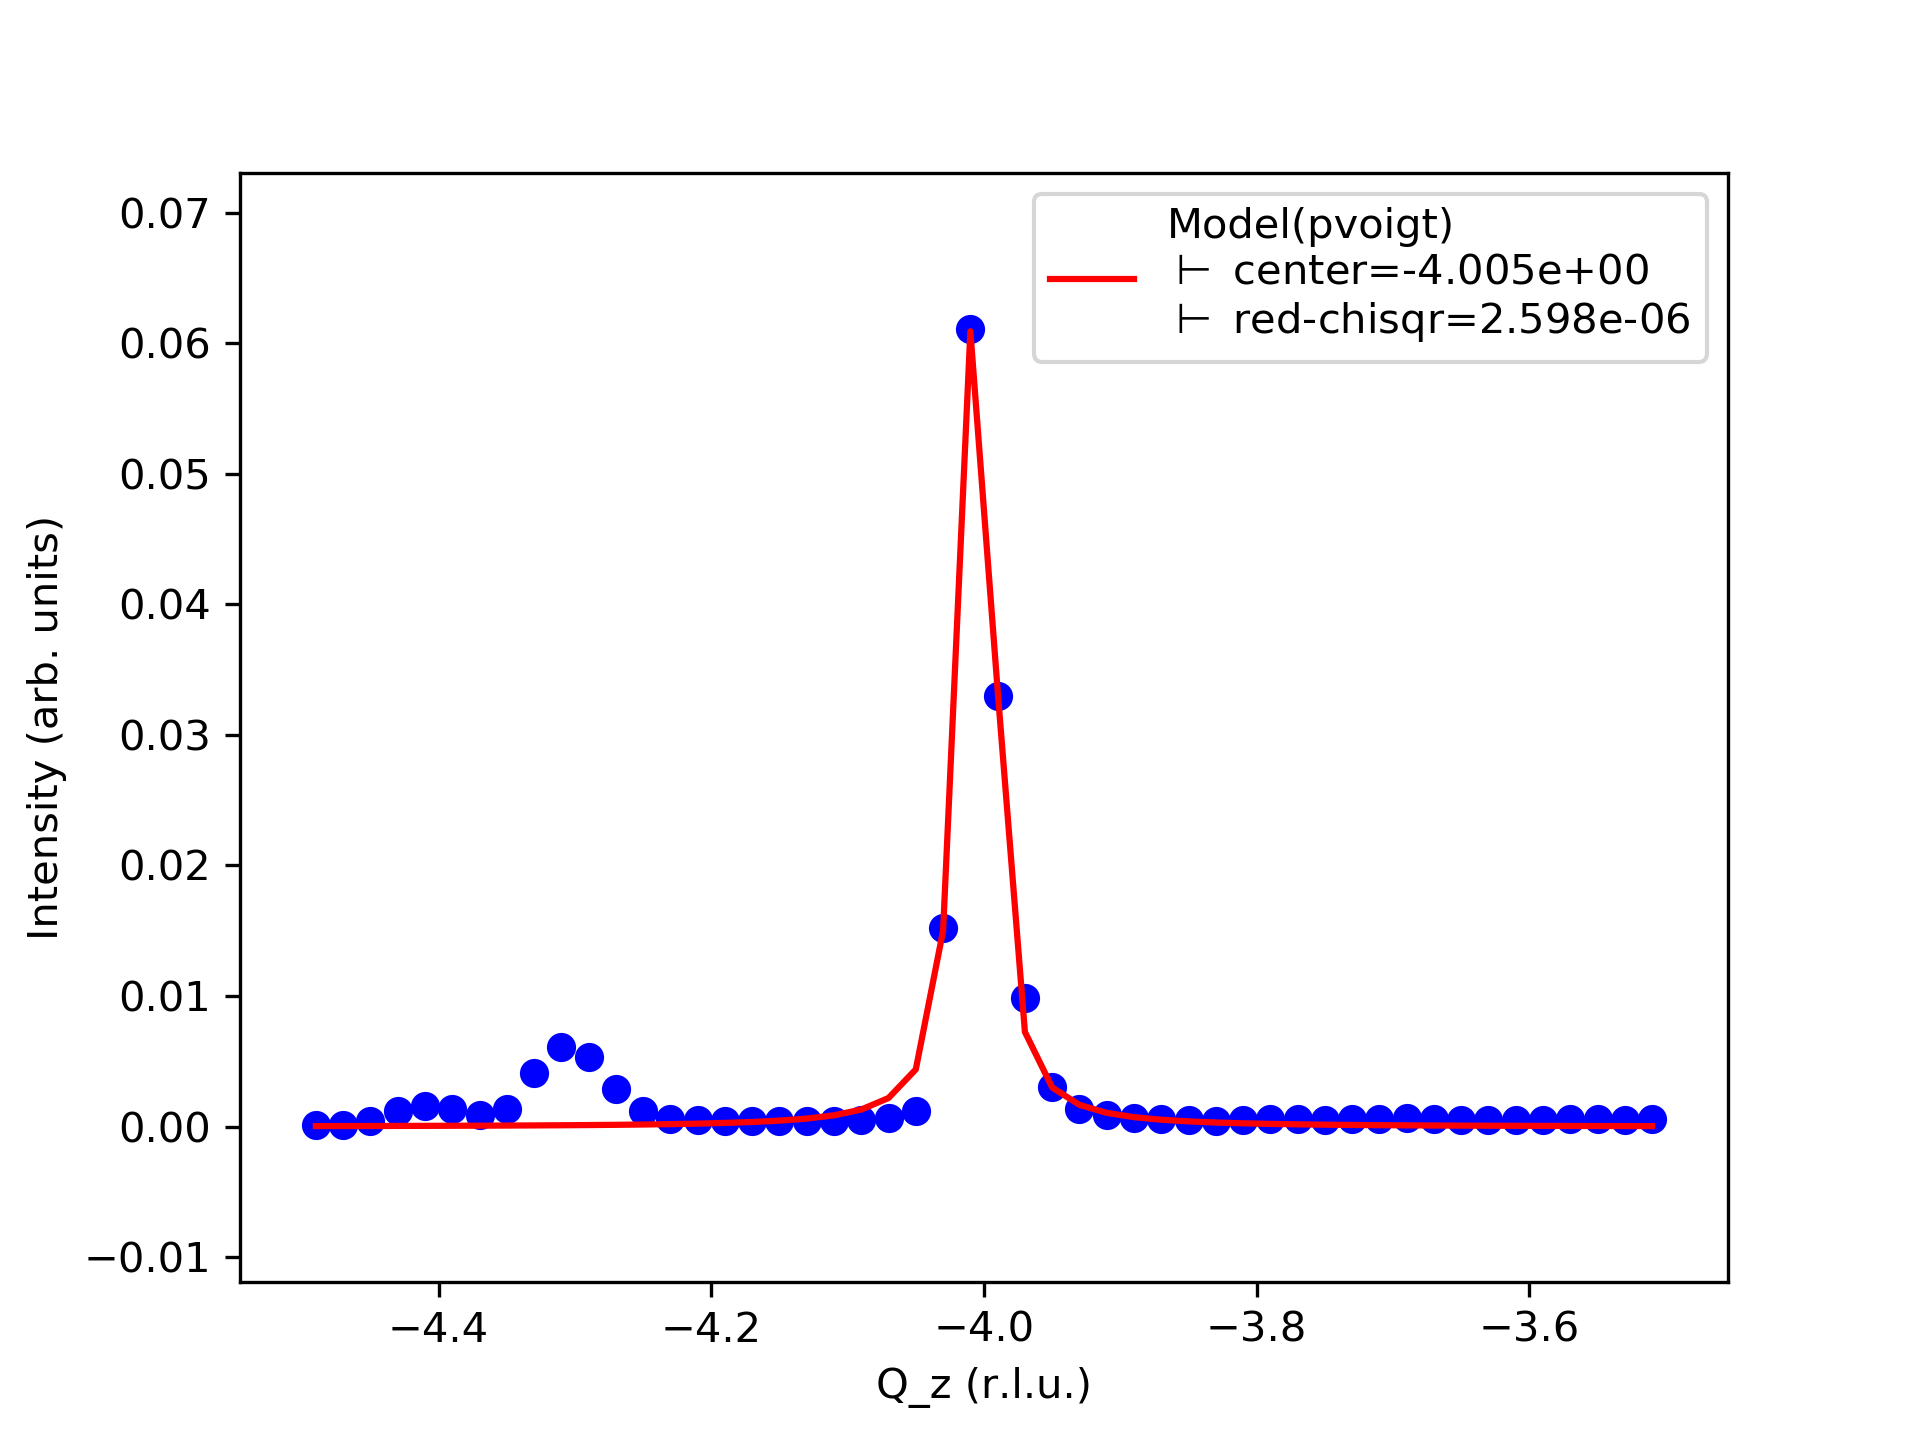 Model(pvoigt)
⊢ center=-4.005e+00
⊢ red-chisqr=2.598e-06
0.07
0.06
0.05
0.04
0.03
0.02
0.01
0.00
−0.01
Intensity (arb. units)
−4.4 −4.2 −4.0 −3.8 −3.6
Q_z (r.l.u.)